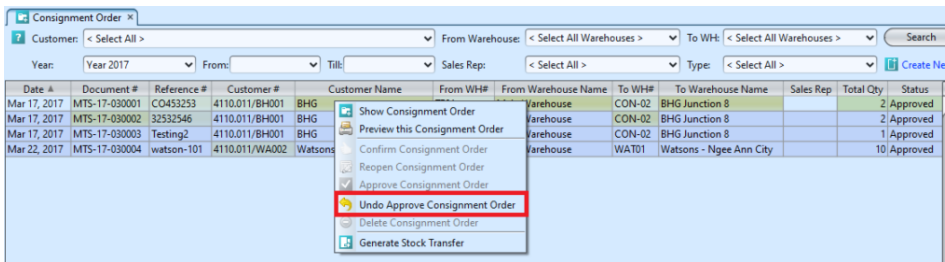 Consignment Order ×
? Customer: < Select All > From Warehouse: < Select All Warehouses > To WH: < Select All Warehouses > Search
Year: Year 2017 From: Till: Sales Rep: < Select All > Type: < Select All > Create Ne
Date Document # Reference # Customer # Customer Name From WH# From Warehouse Name To WH# To Warehouse Name Sales Rep Total Qty Status
Mar 17, 2017 MTS-17-030001 CO453253 4110.011/BH001 BHG Warehouse CON-02 BHG Junction 8 2 Approved
Mar 17, 2017 MTS-17-030002 32532546 4110.011/BH001 BHG Warehouse CON-02 BHG Junction 8 2 Approved
Mar 17, 2017 MTS-17-030003 Testing2 4110.011/BH001 BHG Warehouse CON-02 BHG Junction 8 1 Approved
Mar 22, 2017 MTS-17-030004 watson-101 4110.011/WA002 Watsons Warehouse WAT01 Watsons - Ngee Ann City 10 Approved
Show Consignment Order
Preview this Consignment Order
Confirm Consignment Order
Reopen Consignment Order
Approve Consignment Order
Undo Approve Consignment Order
Delete Consignment Order
Generate Stock Transfer